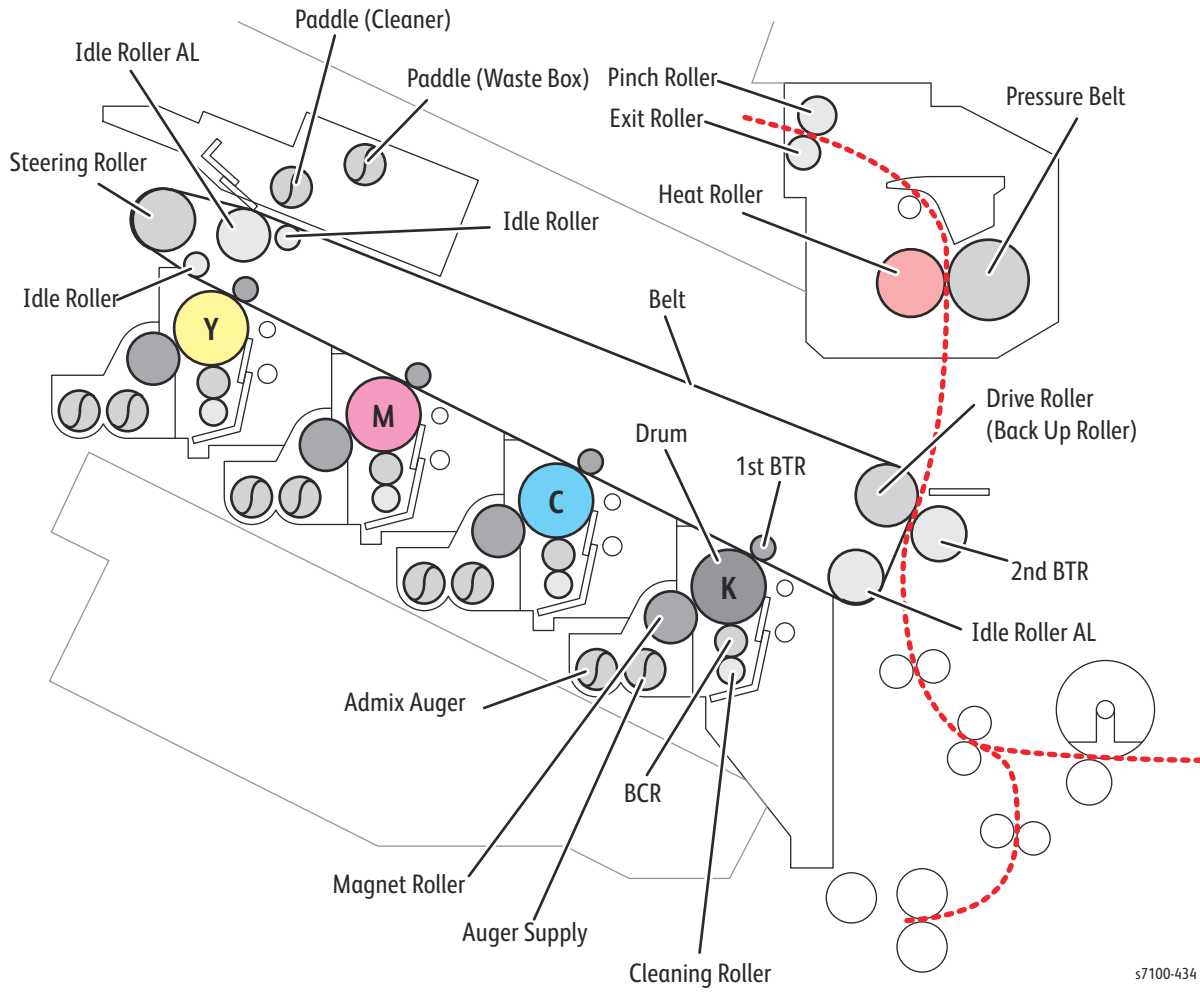 Paddle (Cleaner)
Idle Roller AL
Paddle (Waste Box)
Pinch Roller
Pressure Belt
Exit Roller
Steering Roller
Heat Roller
Idle Roller
Idle Roller
Belt
Y
M
C
K
Drum
1st BTR
Drive Roller
(Back Up Roller)
2nd BTR
Idle Roller AL
Admix Auger
BCR
Magnet Roller
Auger Supply
Cleaning Roller
s7100-434